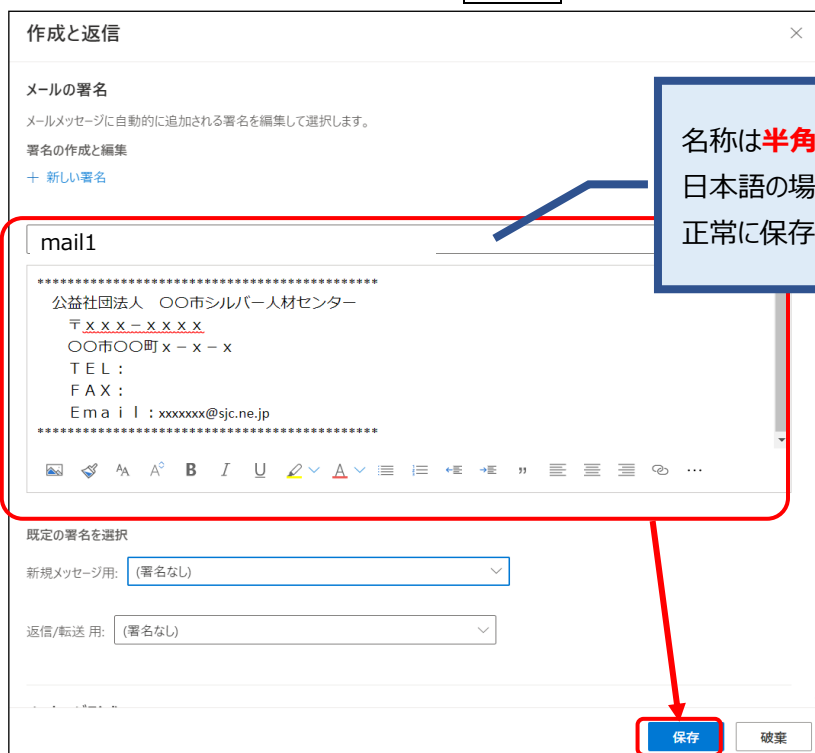 作成と返信
メールの署名
メールメッセージに自動的に追加される署名を編集して選択します。
署名の作成と編集
＋ 新しい署名
名称は半角
日本語の場
正常に保存
mail1
*********************************************
公益社団法人　〇〇市シルバー人材センター
〒ｘｘｘ－ｘｘｘｘ
〇〇市〇〇町ｘ－ｘ－ｘ
ＴＥＬ：
ＦＡＸ：
Ｅｍａｉｌ：xxxxxxx@sjc.ne.jp
*********************************************
既定の署名を選択
新規メッセージ用: (署名なし)
返信/転送 用: (署名なし)
保存 破棄